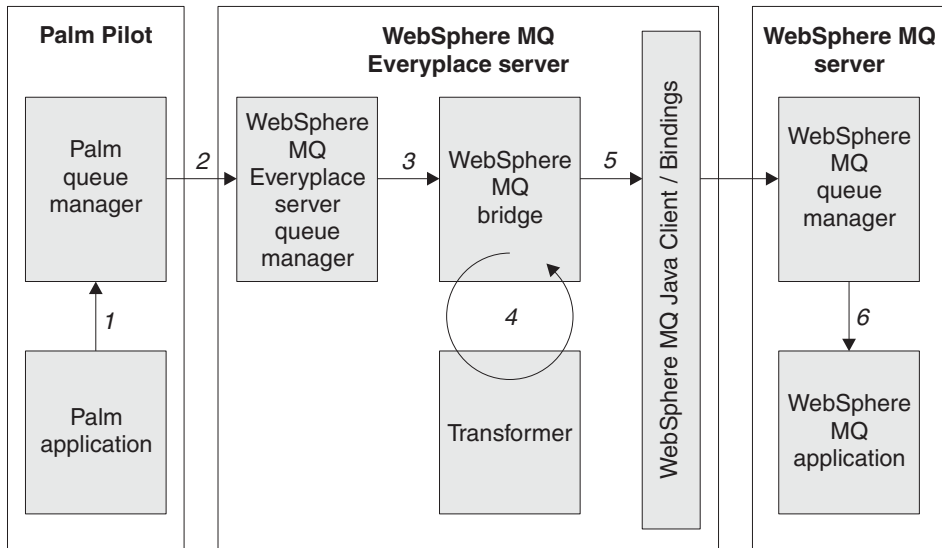 Palm Pilot
WebSphere MQ
Everyplace server
WebSphere MQ
server
Palm
queue
manager
2
WebSphere
MQ
Everyplace
server
queue
manager
3
WebSphere
MQ
bridge
5
WebSphere MQ Java Client / Bindings
WebSphere
MQ
queue
manager
1
4
6
Palm
application
Transformer
WebSphere
MQ
application